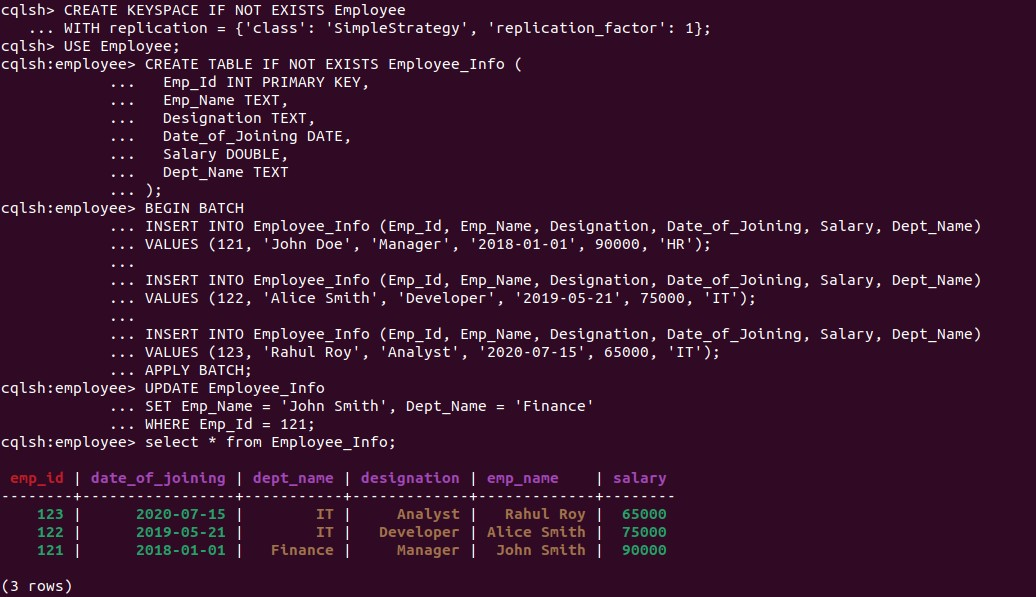 cqlsh> CREATE KEYSPACE IF NOT EXISTS Employee
   ... WITH replication = {'class': 'SimpleStrategy', 'replication_factor': 1};
cqlsh> USE Employee;
cqlsh:employee> CREATE TABLE IF NOT EXISTS Employee_Info (
            ...   Emp_Id INT PRIMARY KEY,
            ...   Emp_Name TEXT,
            ...   Designation TEXT,
            ...   Date_of_Joining DATE,
            ...   Salary DOUBLE,
            ...   Dept_Name TEXT
            ... );
cqlsh:employee> BEGIN BATCH
            ... INSERT INTO Employee_Info (Emp_Id, Emp_Name, Designation, Date_of_Joining, Salary, Dept_Name)
            ... VALUES (121, 'John Doe', 'Manager', '2018-01-01', 90000, 'HR');
            ...
            ... INSERT INTO Employee_Info (Emp_Id, Emp_Name, Designation, Date_of_Joining, Salary, Dept_Name)
            ... VALUES (122, 'Alice Smith', 'Developer', '2019-05-21', 75000, 'IT');
            ...
            ... INSERT INTO Employee_Info (Emp_Id, Emp_Name, Designation, Date_of_Joining, Salary, Dept_Name)
            ... VALUES (123, 'Rahul Roy', 'Analyst', '2020-07-15', 65000, 'IT');
            ... APPLY BATCH;
cqlsh:employee> UPDATE Employee_Info
            ... SET Emp_Name = 'John Smith', Dept_Name = 'Finance'
            ... WHERE Emp_Id = 121;
cqlsh:employee> select * from Employee_Info;

 emp_id | date_of_joining | dept_name | designation | emp_name    | salary
--------+-----------------+-----------+-------------+-------------+--------
    123 |      2020-07-15 |        IT |     Analyst |   Rahul Roy |  65000
    122 |      2019-05-21 |        IT |   Developer | Alice Smith |  75000
    121 |      2018-01-01 |   Finance |     Manager |  John Smith |  90000

(3 rows)